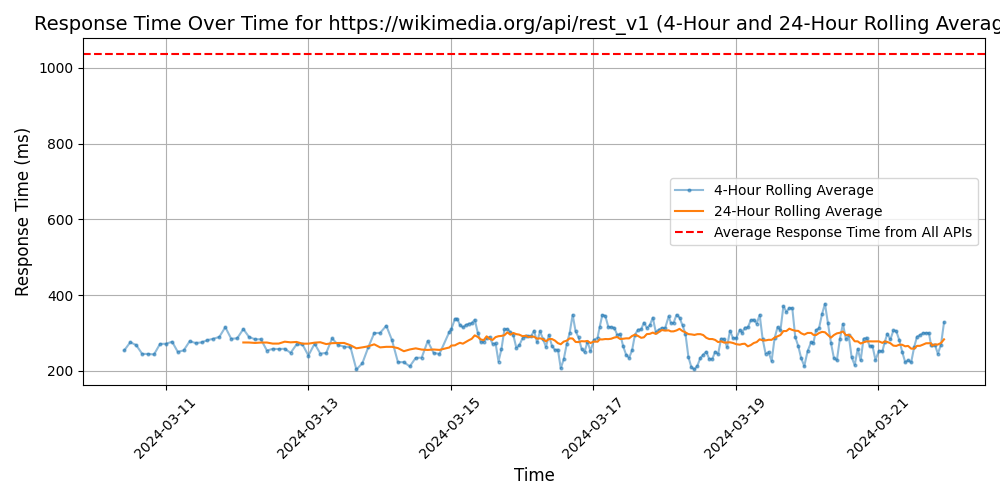 Response Time Over Time for https://wikimedia.org/api/rest_v1 (4-Hour and 24-Hour Rolling Averag
1000
800
600
400
200
Response Time (ms)
4-Hour Rolling Average
24-Hour Rolling Average
Average Response Time from All APIs
2024-03-11
2024-03-13
2024-03-15
2024-03-17
2024-03-19
2024-03-21
Time